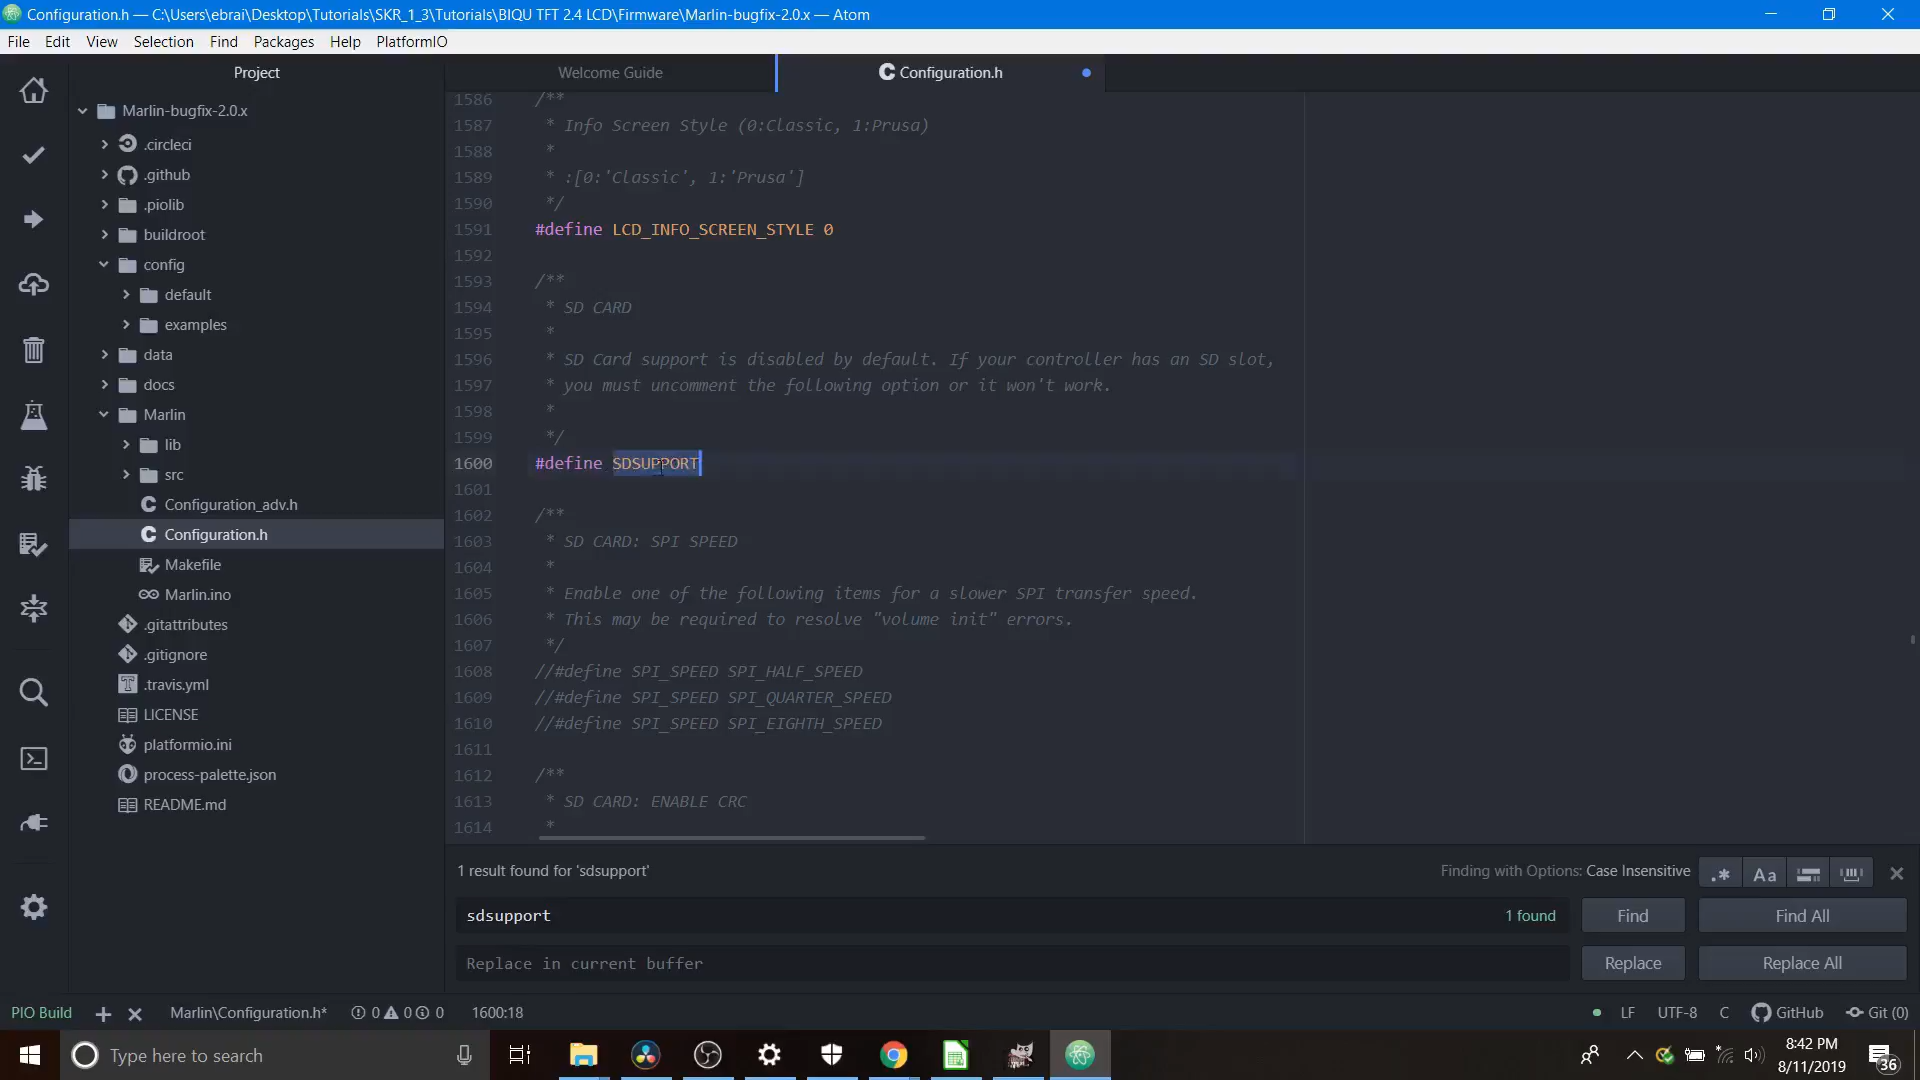 Configuration.h — C:\Users\ebrai\Desktop\Tutorials\SKR_1_3\Tutorials\BIQU TFT 2.4 LCD\Firmware\Marlin-bugfix-2.0.x — Atom
File Edit View Selection Find Packages Help PlatformIO
Project
Marlin-bugfix-2.0.x
.circleci
.github
.piolib
buildroot
config
default
examples
data
docs
Marlin
lib
src
Configuration_adv.h
Configuration.h
Makefile
Marlin.ino
.gitattributes
.gitignore
.travis.yml
LICENSE
platformio.ini
process-palette.json
README.md
Welcome Guide
Configuration.h
1586 /**
1587 * Info Screen Style (0:Classic, 1:Prusa)
1588 *
1589 * :[0:'Classic', 1:'Prusa']
1590 */
1591 #define LCD_INFO_SCREEN_STYLE 0
1592
1593 /**
1594 * SD CARD
1595 *
1596 * SD Card support is disabled by default. If your controller has an SD slot,
1597 * you must uncomment the following option or it won't work.
1598 *
1599 */
1600 #define SDSUPPORT
1601
1602 /**
1603 * SD CARD: SPI SPEED
1604 *
1605 * Enable one of the following items for a slower SPI transfer speed.
1606 * This may be required to resolve "volume init" errors.
1607 */
1608 //#define SPI_SPEED SPI_HALF_SPEED
1609 //#define SPI_SPEED SPI_QUARTER_SPEED
1610 //#define SPI_SPEED SPI_EIGHTH_SPEED
1611
1612 /**
1613 * SD CARD: ENABLE CRC
1614 *
1 result found for 'sdsupport'
Finding with Options: Case Insensitive
.* Aa
sdsupport
1 found
Find
Find All
Replace in current buffer
Replace
Replace All
PIO Build
Marlin\Configuration.h*
0 0 0
1600:18
LF UTF-8 C GitHub Git (0)
Type here to search
8:42 PM
8/11/2019
36